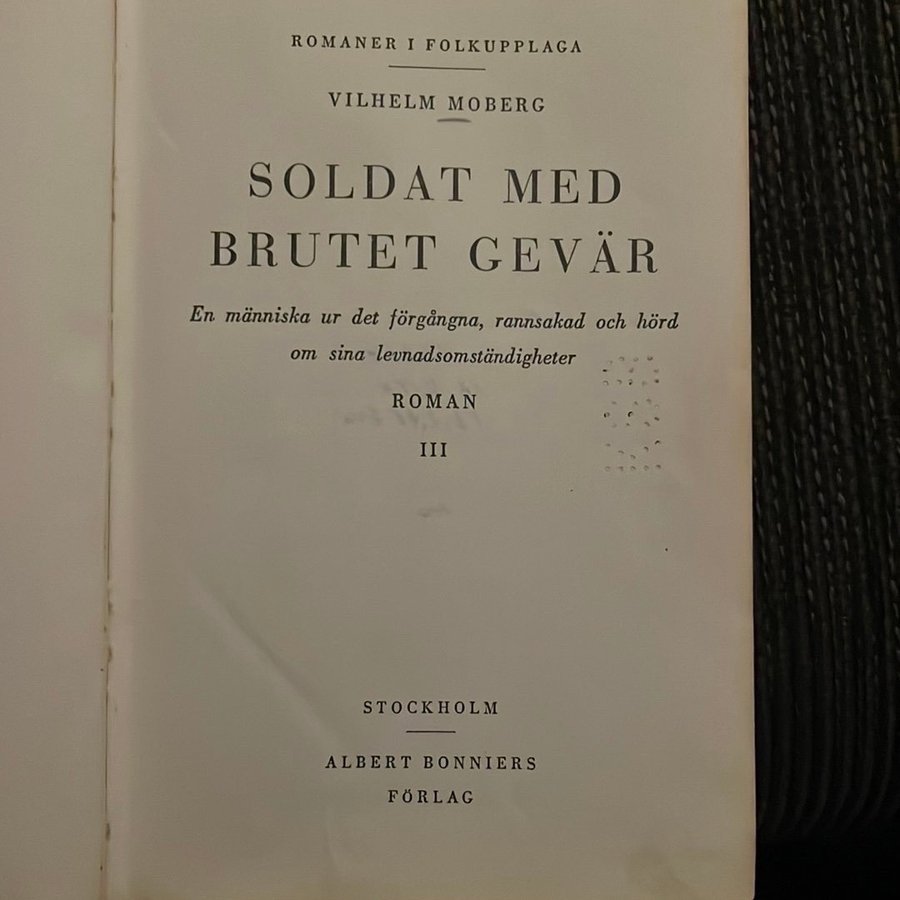 ROMANER I FOLKUPPLAGA
VILHELM MOBERG
SOLDAT MED
BRUTET GEVÄR
En människa ur det förgångna, rannsakad och hörd
om sina levnadsomständigheter
ROMAN
III
STOCKHOLM
ALBERT BONNIERS
FÖRLAG